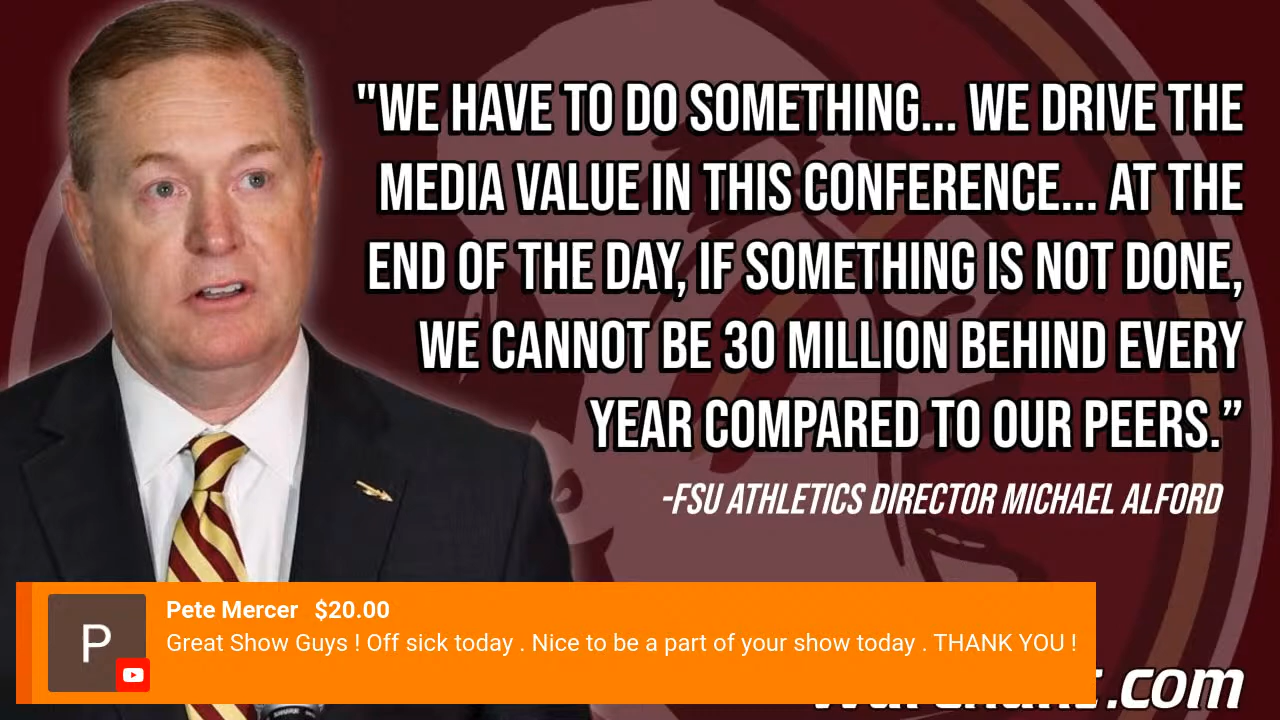 "WE HAVE TO DO SOMETHING... WE DRIVE THE
MEDIA VALUE IN THIS CONFERENCE... AT THE
END OF THE DAY, IF SOMETHING IS NOT DONE,
WE CANNOT BE 30 MILLION BEHIND EVERY
YEAR COMPARED TO OUR PEERS.”
-FSU ATHLETICS DIRECTOR MICHAEL ALFORD
P
Pete Mercer $20.00
Great Show Guys ! Off sick today . Nice to be a part of your show today . THANK YOU !
.com